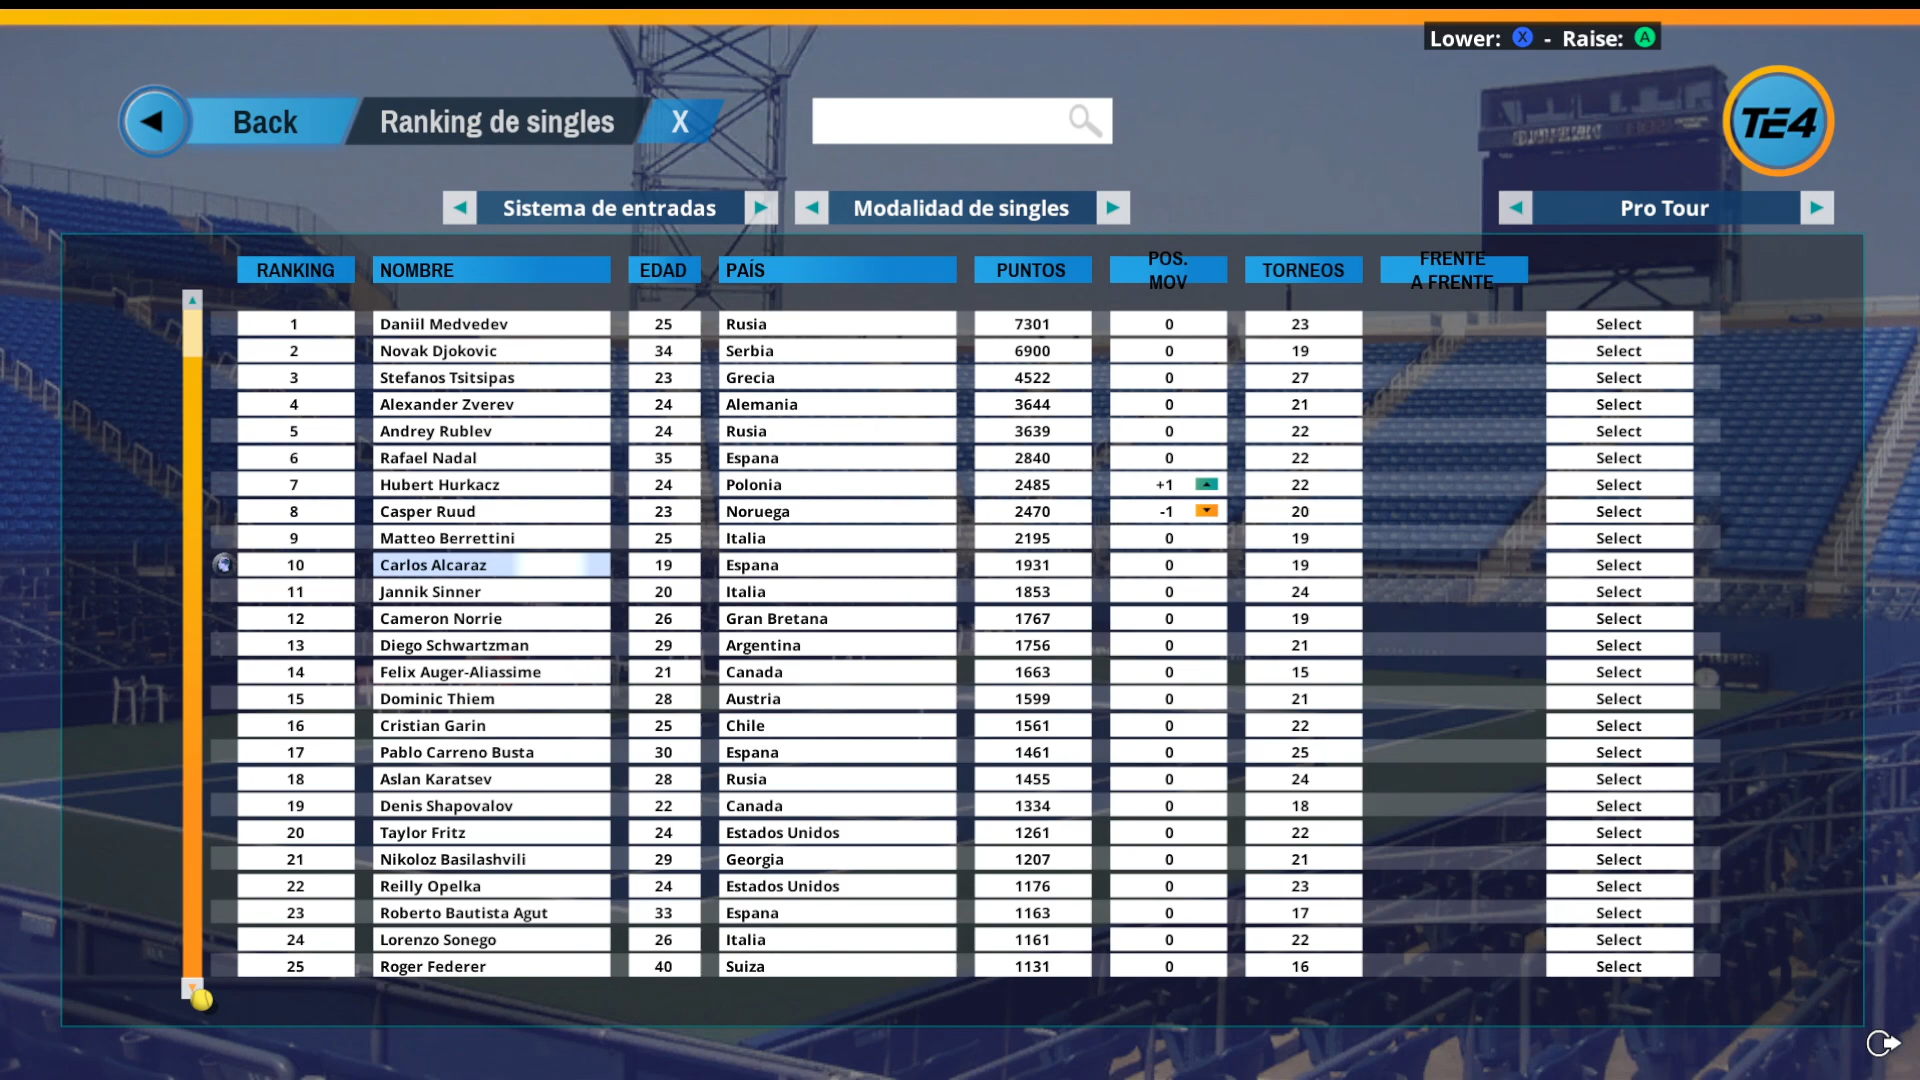 Lower: X - Raise: A
Back
Ranking de singles
X
TE4
Sistema de entradas
Modalidad de singles
Pro Tour
RANKING NOMBRE EDAD PAÍS PUNTOS POS. MOV TORNEOS FRENTE A FRENTE
1 Daniil Medvedev 25 Rusia 7301 0 23 Select
2 Novak Djokovic 34 Serbia 6900 0 19 Select
3 Stefanos Tsitsipas 23 Grecia 4522 0 27 Select
4 Alexander Zverev 24 Alemania 3644 0 21 Select
5 Andrey Rublev 24 Rusia 3639 0 22 Select
6 Rafael Nadal 35 Espana 2840 0 22 Select
7 Hubert Hurkacz 24 Polonia 2485 +1 22 Select
8 Casper Ruud 23 Noruega 2470 -1 20 Select
9 Matteo Berrettini 25 Italia 2195 0 19 Select
10 Carlos Alcaraz 19 Espana 1931 0 19 Select
11 Jannik Sinner 20 Italia 1853 0 24 Select
12 Cameron Norrie 26 Gran Bretana 1767 0 19 Select
13 Diego Schwartzman 29 Argentina 1756 0 21 Select
14 Felix Auger-Aliassime 21 Canada 1663 0 15 Select
15 Dominic Thiem 28 Austria 1599 0 21 Select
16 Cristian Garin 25 Chile 1561 0 22 Select
17 Pablo Carreno Busta 30 Espana 1461 0 25 Select
18 Aslan Karatsev 28 Rusia 1455 0 24 Select
19 Denis Shapovalov 22 Canada 1334 0 18 Select
20 Taylor Fritz 24 Estados Unidos 1261 0 22 Select
21 Nikoloz Basilashvili 29 Georgia 1207 0 21 Select
22 Reilly Opelka 24 Estados Unidos 1176 0 23 Select
23 Roberto Bautista Agut 33 Espana 1163 0 17 Select
24 Lorenzo Sonego 26 Italia 1161 0 22 Select
25 Roger Federer 40 Suiza 1131 0 16 Select